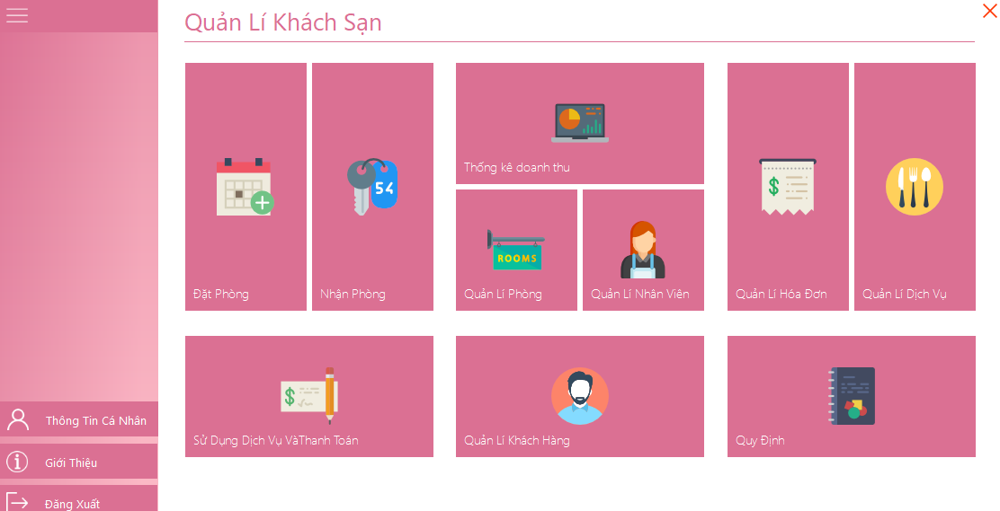 Quản Lí Khách Sạn
54
ROOMS
$
$
Đặt Phòng
Nhận Phòng
Thống kê doanh thu
Quản Lí Phòng
Quản Lí Nhân Viên
Quản Lí Hóa Đơn
Quản Lí Dịch Vụ
Sử Dụng Dịch Vụ VàThanh Toán
Quản Lí Khách Hàng
Quy Định
Thông Tin Cá Nhân
Giới Thiệu
Đăng Xuất